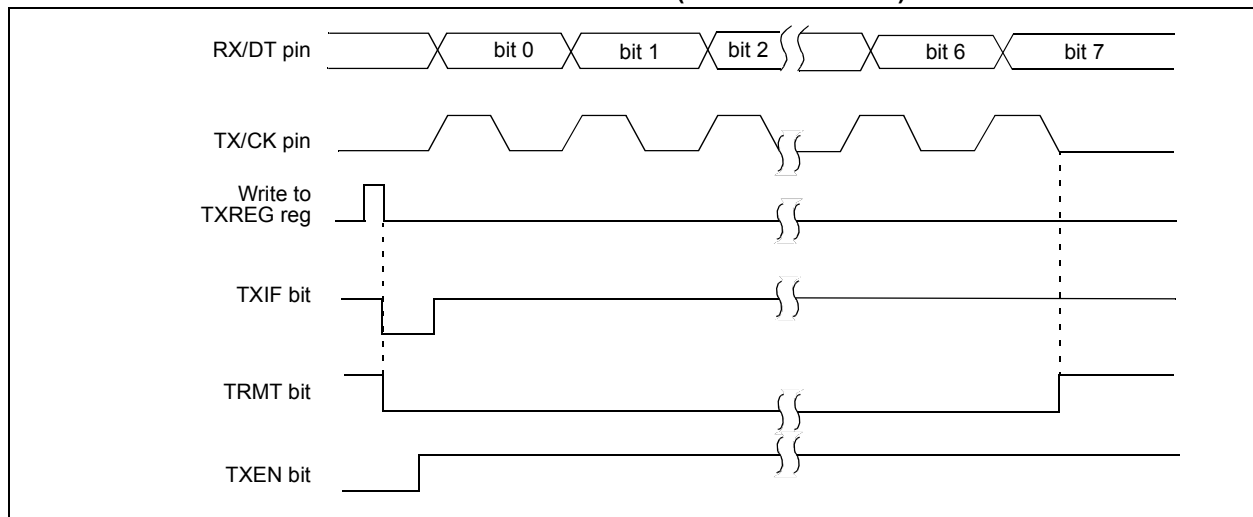 RX/DT pin
bit 0 bit 1 bit 2 bit 6 bit 7
TX/CK pin
Write to
TXREG reg
TXIF bit
TRMT bit
TXEN bit